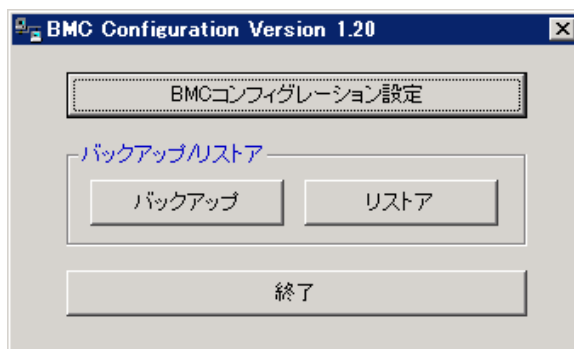 BMC Configuration Version 1.20
BMCコンフィグレーション設定
バックアップ/リストア
バックアップ
リストア
終了